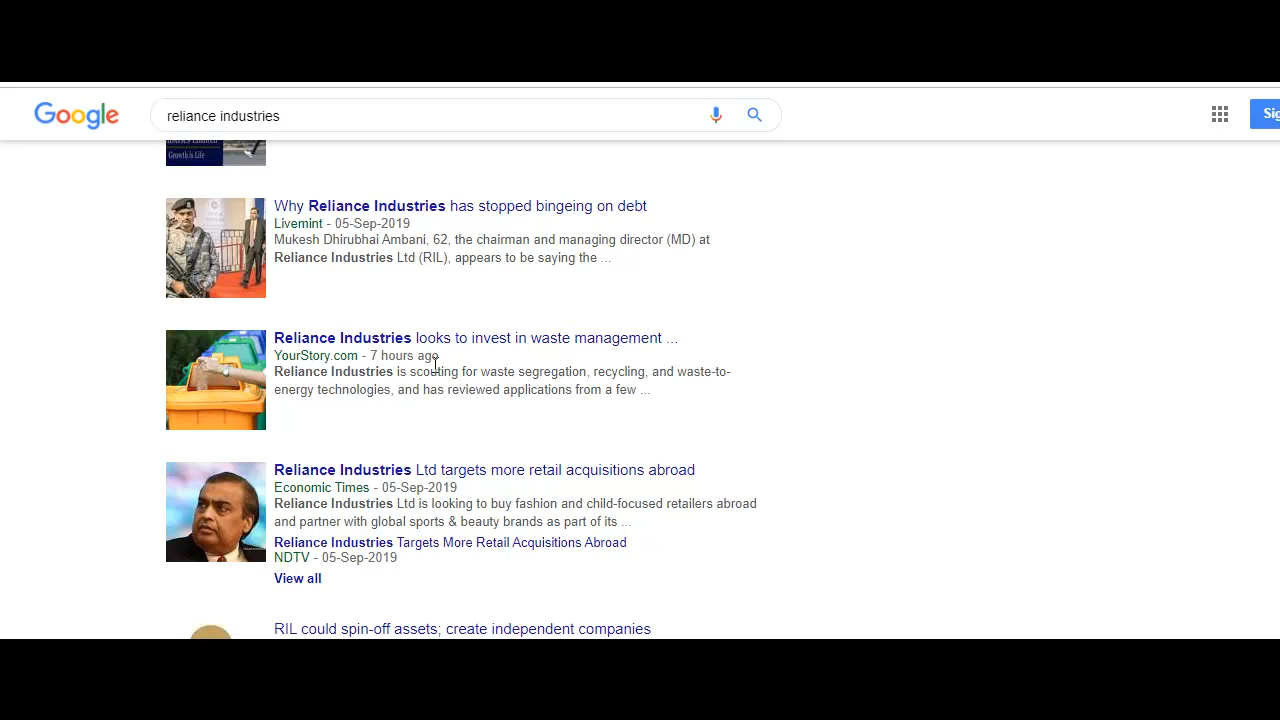 Google
reliance industries
Sig
Growth is Life
Why Reliance Industries has stopped bingeing on debt
Livemint - 05-Sep-2019
Mukesh Dhirubhai Ambani, 62, the chairman and managing director (MD) at
Reliance Industries Ltd (RIL), appears to be saying the ...
Reliance Industries looks to invest in waste management ...
YourStory.com - 7 hours ago
Reliance Industries is scouting for waste segregation, recycling, and waste-to-
energy technologies, and has reviewed applications from a few ...
Reliance Industries Ltd targets more retail acquisitions abroad
Economic Times - 05-Sep-2019
Reliance Industries Ltd is looking to buy fashion and child-focused retailers abroad
and partner with global sports & beauty brands as part of its ...
Reliance Industries Targets More Retail Acquisitions Abroad
NDTV - 05-Sep-2019
View all
RIL could spin-off assets; create independent companies